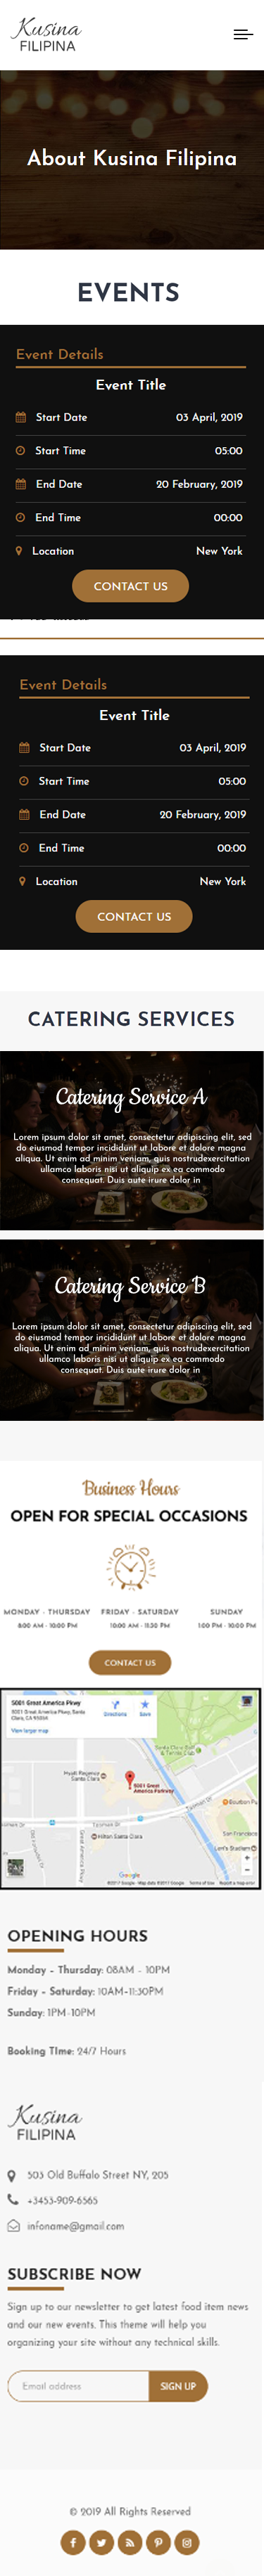 Kusina
FILIPINA
About Kusina Filipina
EVENTS
Event Details
Event Title
Start Date 03 April, 2019
Start Time 05:00
End Date 20 February, 2019
End Time 00:00
Location New York
CONTACT US
Event Details
Event Title
Start Date 03 April, 2019
Start Time 05:00
End Date 20 February, 2019
End Time 00:00
Location New York
CONTACT US
CATERING SERVICES
Catering Service A
Lorem ipsum dolor sit amet, consectetur adipiscing elit, sed
do eiusmod tempor incididunt ut labore et dolore magna
aliqua. Ut enim ad minim veniam, quis nostrudexercitation
ullamco laboris nisi ut aliquip ex ea commodo
consequat. Duis aute irure dolor in
Catering Service B
Lorem ipsum dolor sit amet, consectetur adipiscing elit, sed
do eiusmod tempor incididunt ut labore et dolore magna
aliqua. Ut enim ad minim veniam, quis nostrudexercitation
ullamco laboris nisi ut aliquip ex ea commodo
consequat. Duis aute irure dolor in
Business Hours
OPEN FOR SPECIAL OCCASIONS
MONDAY - THURSDAY FRIDAY - SATURDAY SUNDAY
8:00 AM - 10:00 PM 10:00 AM - 11:30 PM 1:00 PM - 10:00 PM
CONTACT US
5001 Great America Pkwy
5001 Great America Pkwy, Santa
Clara, CA 95054
Directions Save
View larger map
Hyatt Regency
Santa Clara
5001 Great
America Parkway
Hilton Santa Clara
Great America Pkwy
San Francisco
Google
©2017 Google - Map data ©2017 Google Terms of Use Report a map error
OPENING HOURS
Monday - Thursday: 08AM - 10PM
Friday - Saturday: 10AM-11:30PM
Sunday: 1PM-10PM
Booking TIme: 24/7 Hours
Kusina
FILIPINA
503 Old Buffalo Street NY, 205
+3453-909-6565
infoname@gmail.com
SUBSCRIBE NOW
Sign up to our newsletter to get latest food item news
and our new events. This theme will help you
organizing your site without any technical skills.
Email address SIGN UP
© 2019 All Rights Reserved